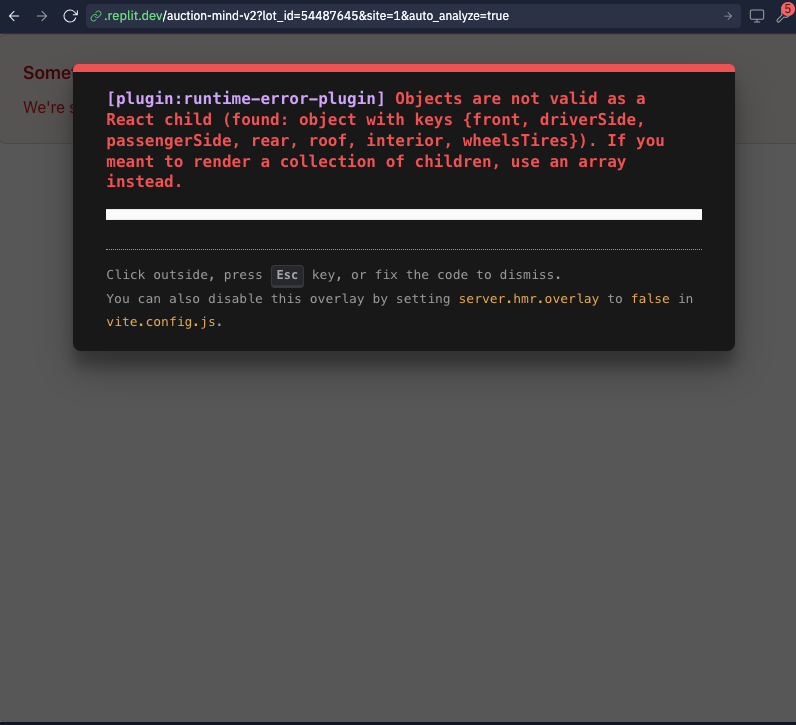 .replit.dev/auction-mind-v2?lot_id=54487645&site=1&auto_analyze=true
5
We're
[plugin:runtime-error-plugin] Objects are not valid as a
React child (found: object with keys {front, driverSide,
passengerSide, rear, roof, interior, wheelsTires}). If you
meant to render a collection of children, use an array
instead.
Click outside, press Esc key, or fix the code to dismiss.
You can also disable this overlay by setting server.hmr.overlay to false in
vite.config.js.